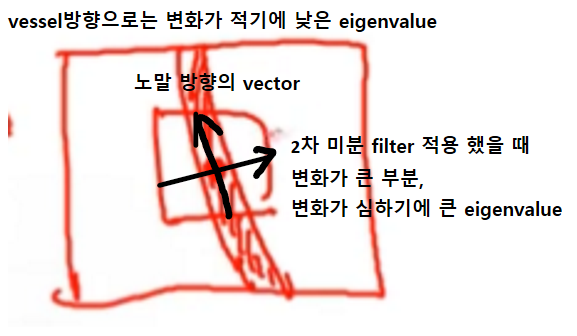 vessel방향으로는 변화가 적기에 낮은 eigenvalue
노말 방향의 vector
2차 미분 filter 적용 했을 때
변화가 큰 부분,
변화가 심하기에 큰 eigenvalue